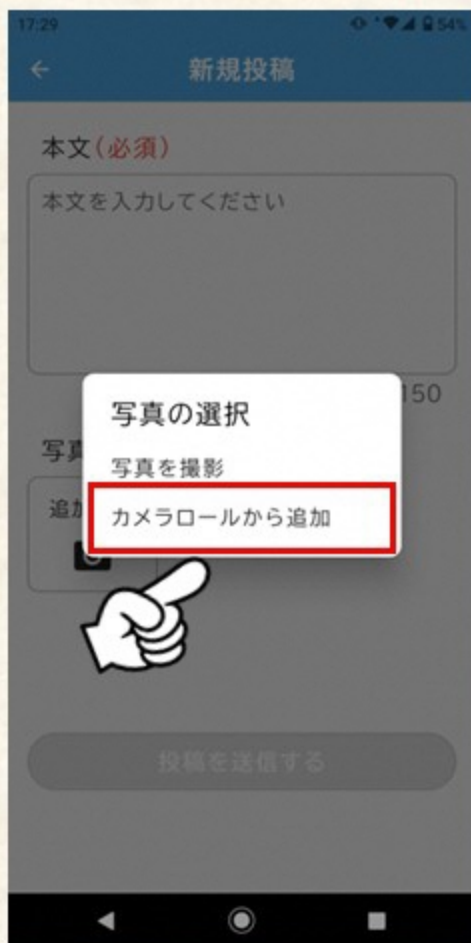 17:29
54%
新規投稿
本文(必須)
本文を入力してください
150
写真の選択
写真
写真を撮影
追加
カメラロールから追加
投稿を送信する